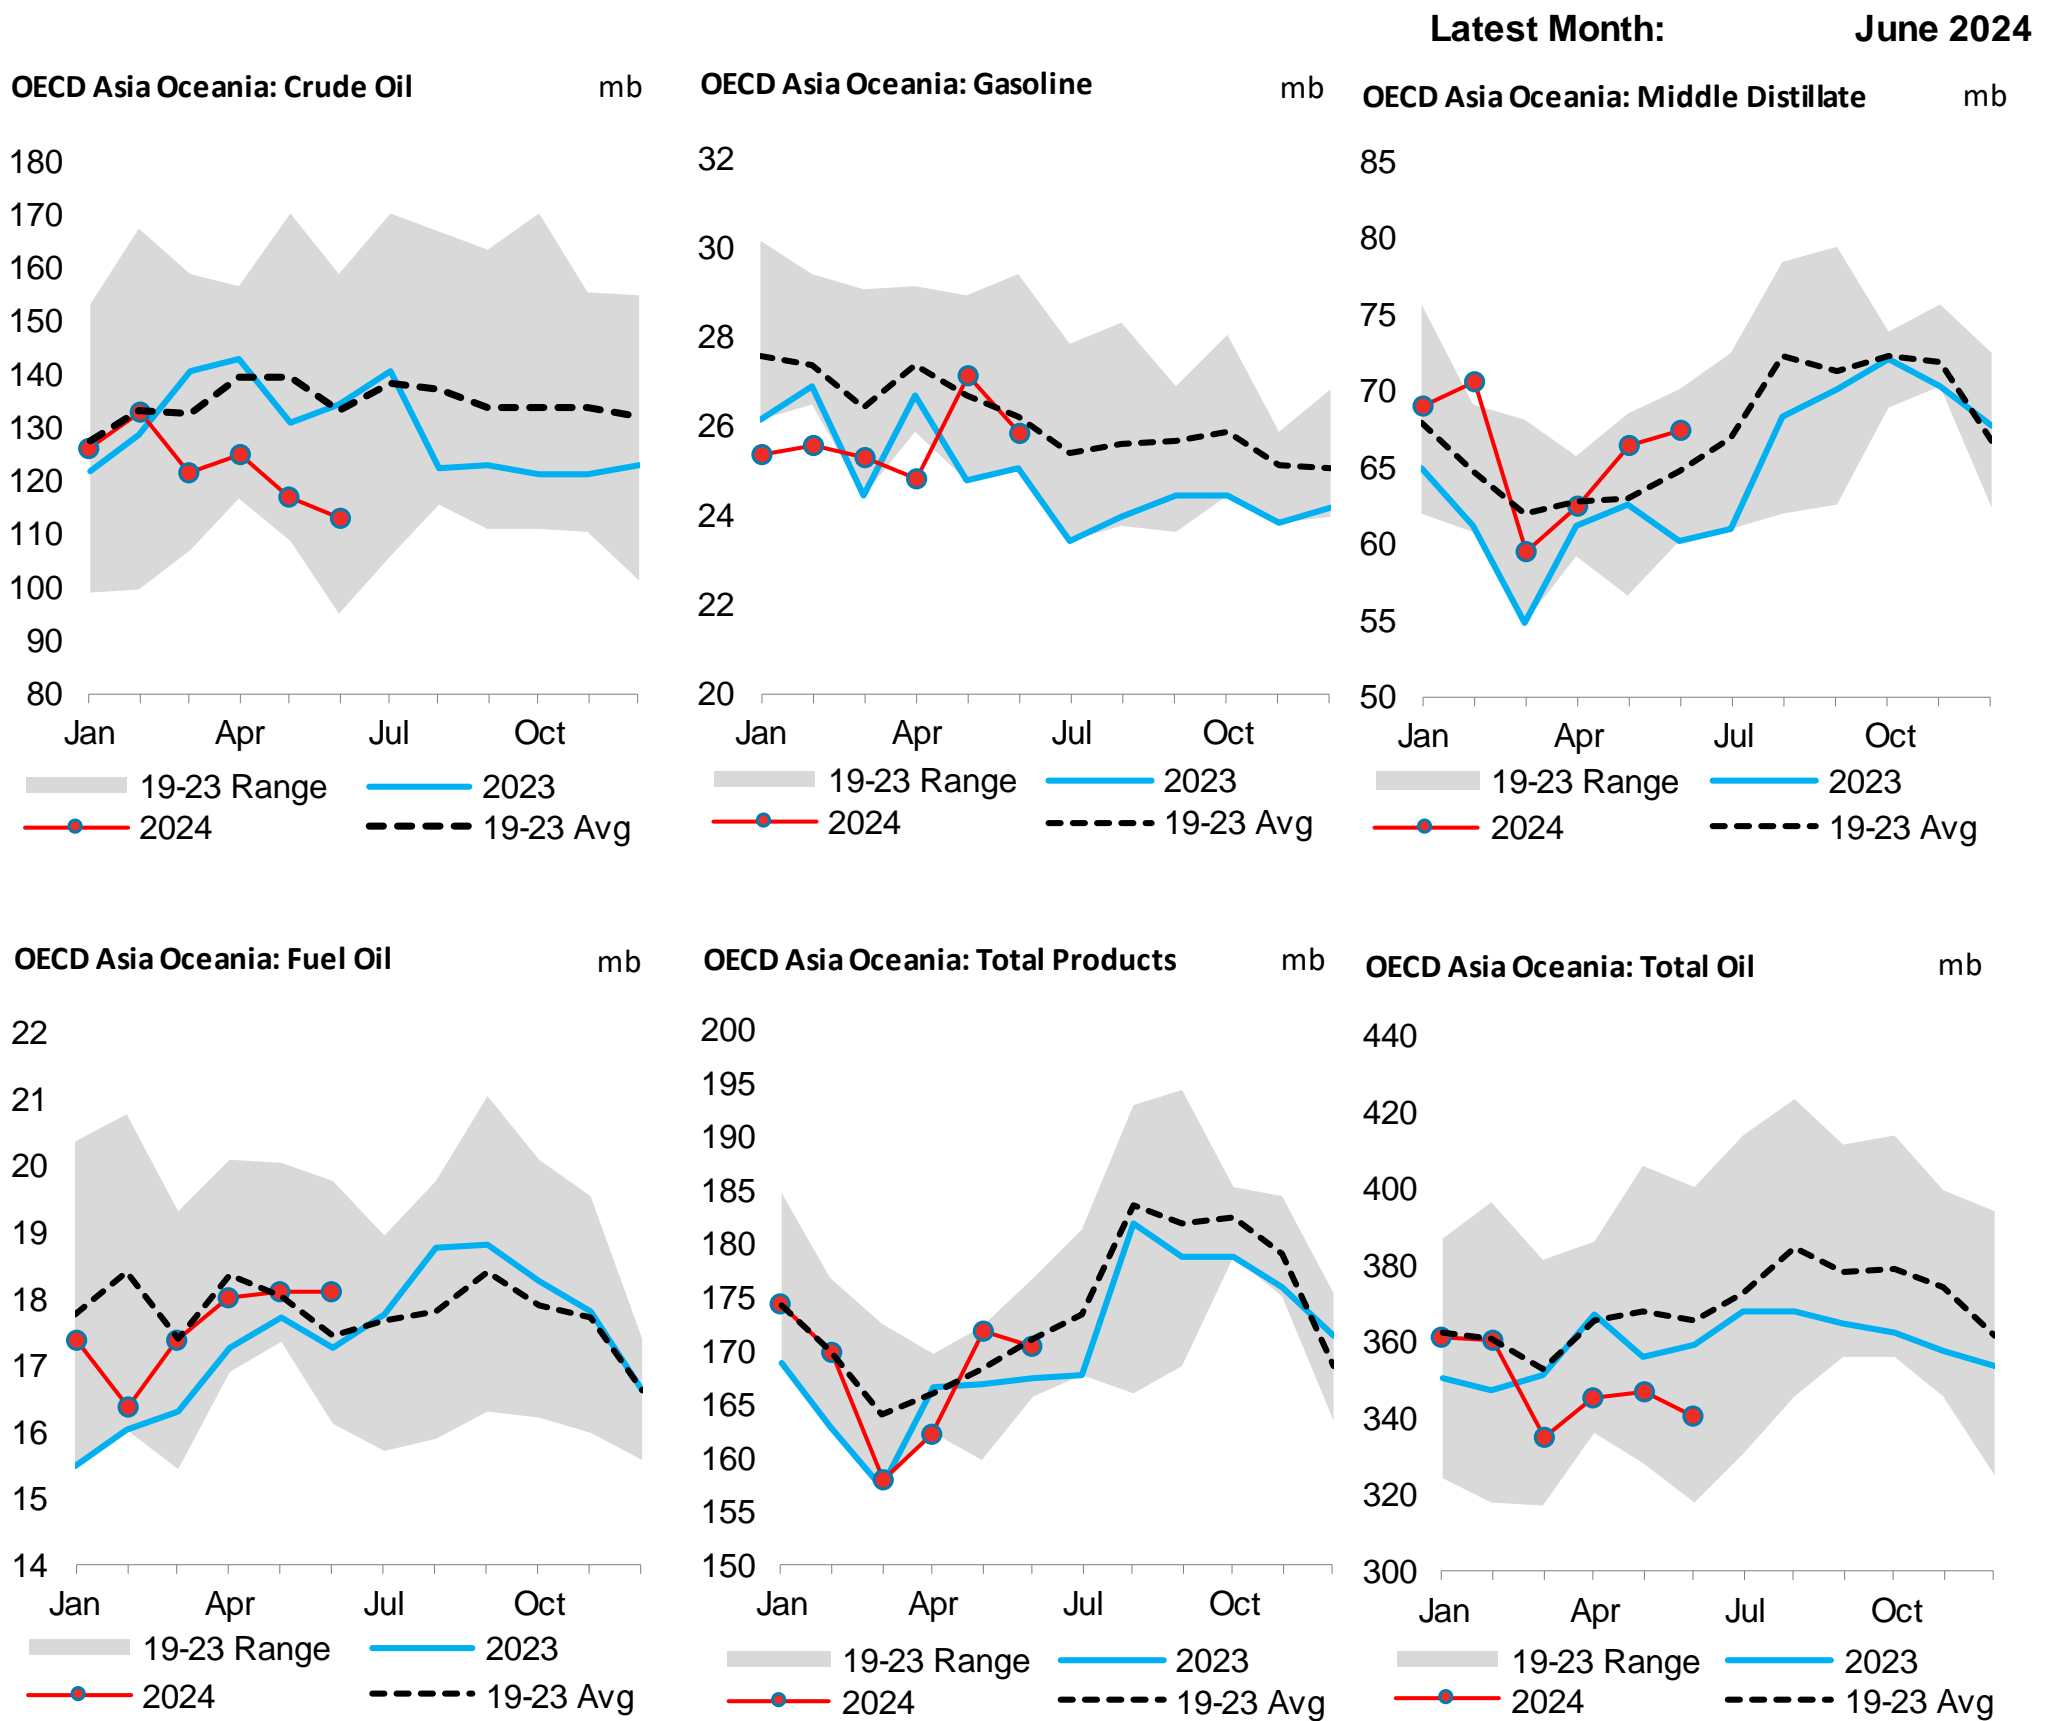 Latest Month: June 2024
OECD Asia Oceania: Crude Oil mb
180
170
160
150
140
130
120
110
100
90
80
Jan Apr Jul Oct
19-23 Range 2023
2024 19-23 Avg
OECD Asia Oceania: Gasoline mb
32
30
28
26
24
22
20
Jan Apr Jul Oct
19-23 Range 2023
2024 19-23 Avg
OECD Asia Oceania: Middle Distillate mb
85
80
75
70
65
60
55
50
Jan Apr Jul Oct
19-23 Range 2023
2024 19-23 Avg
OECD Asia Oceania: Fuel Oil mb
22
21
20
19
18
17
16
15
14
Jan Apr Jul Oct
19-23 Range 2023
2024 19-23 Avg
OECD Asia Oceania: Total Products mb
200
195
190
185
180
175
170
165
160
155
150
Jan Apr Jul Oct
19-23 Range 2023
2024 19-23 Avg
OECD Asia Oceania: Total Oil mb
440
420
400
380
360
340
320
300
Jan Apr Jul Oct
19-23 Range 2023
2024 19-23 Avg